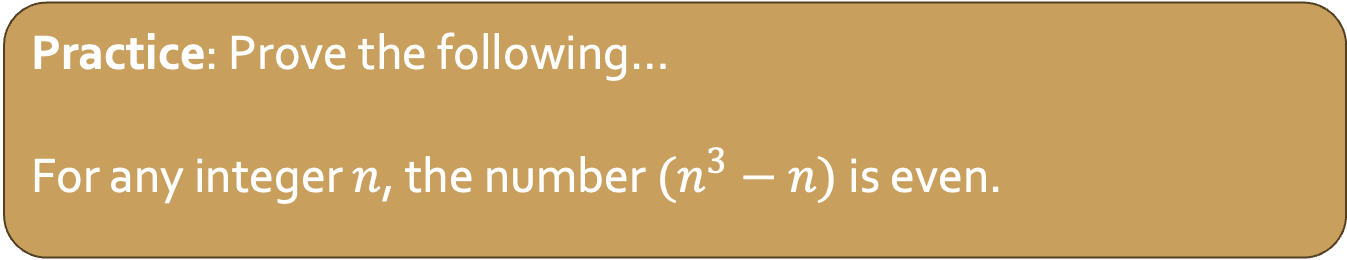 Practice: Prove the following...
For any integer n, the number (n³ − n) is even.